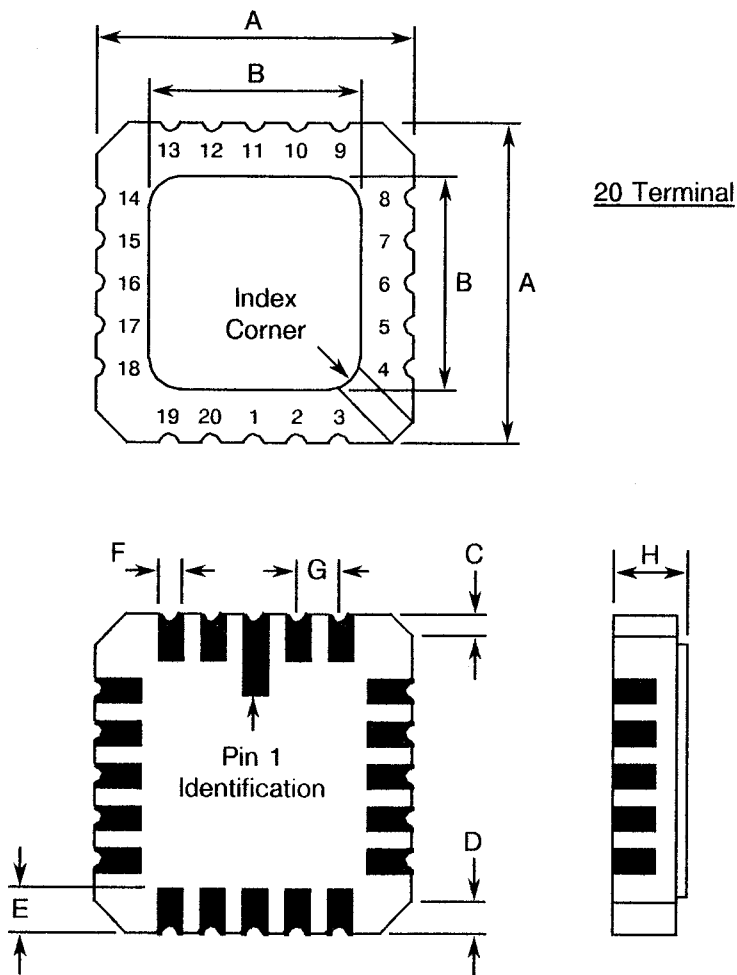 A
B
13 12 11 10 9
20 Terminal
14 8
15 7
16 6
17 5
18 4
Index
Corner
B
A
19 20 1 2 3
F
G
C
H
Pin 1
Identification
D
E